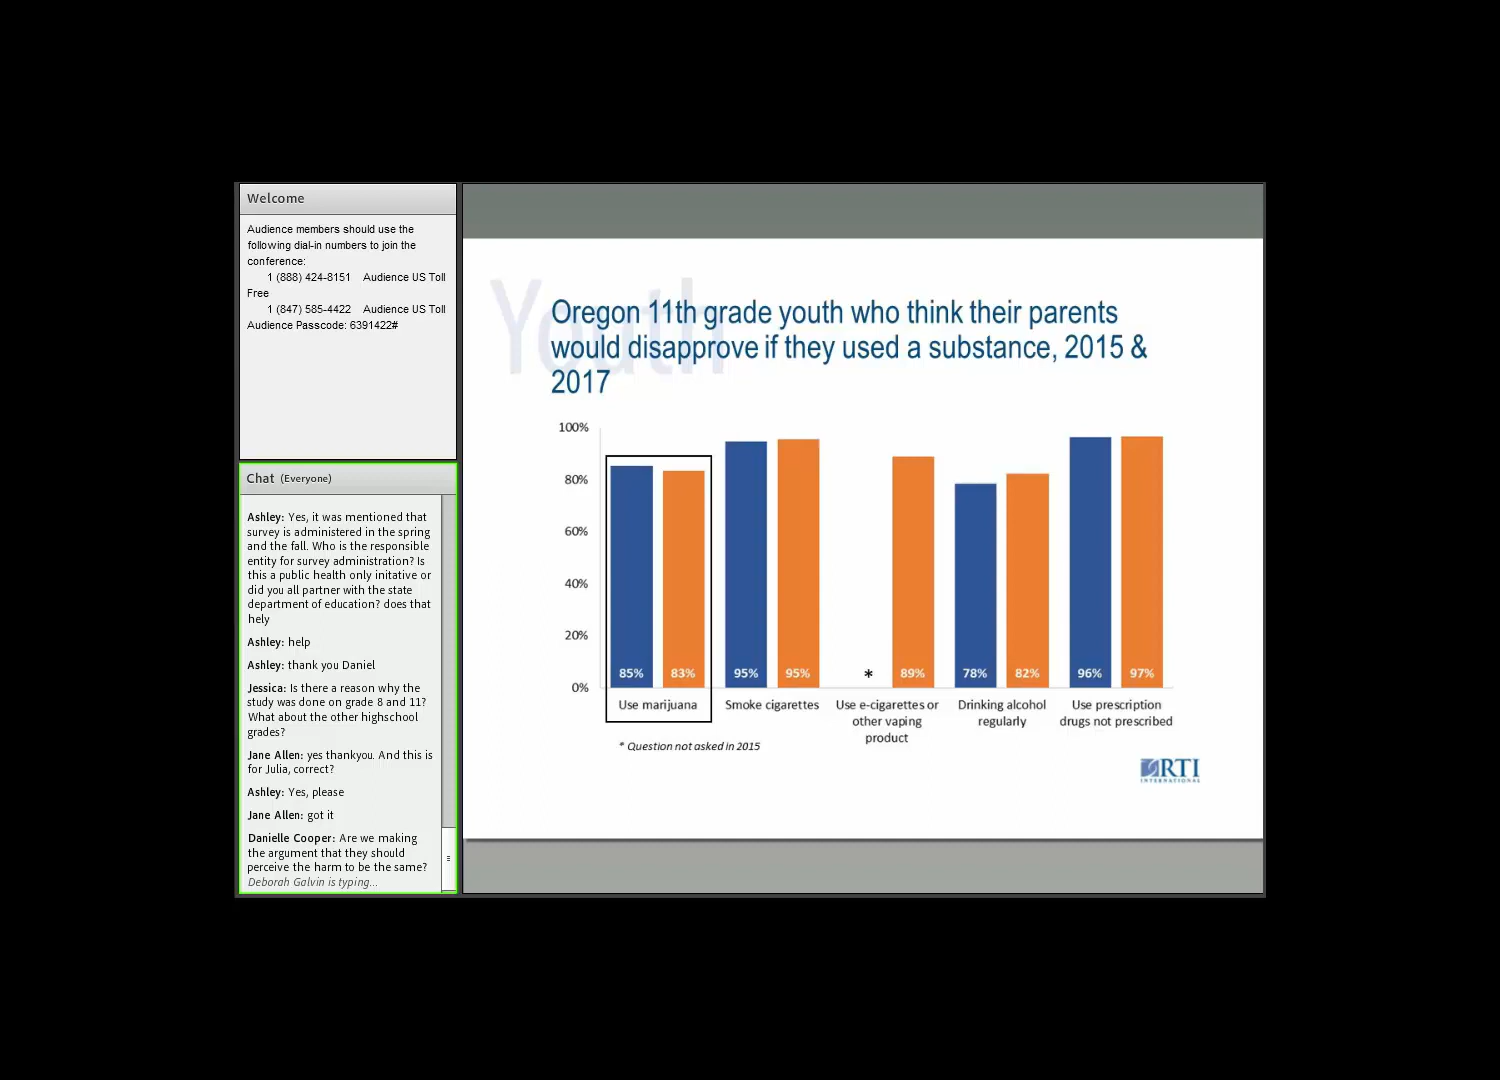 Welcome
Audience members should use the
following dial-in numbers to join the
conference:
1 (888) 424-8151 Audience US Toll
Free
1 (847) 585-4422 Audience US Toll
Audience Passcode: 6391422#
Chat (Everyone)
Ashley: Yes, it was mentioned that
survey is administered in the spring
and the fall. Who is the responsible
entity for survey administration? Is
this a public health only initative or
did you all partner with the state
department of education? does that
hely
Ashley: help
Ashley: thank you Daniel
Jessica: Is there a reason why the
study was done on grade 8 and 11?
What about the other highschool
grades?
Jane Allen: yes thankyou. And this is
for Julia, correct?
Ashley: Yes, please
Jane Allen: got it
Danielle Cooper: Are we making
the argument that they should
perceive the harm to be the same?
Deborah Galvin is typing...
Youth
Oregon 11th grade youth who think their parents
would disapprove if they used a substance, 2015 &
2017
100%
80%
60%
40%
20%
0%
85% 83% 95% 95% * 89% 78% 82% 96% 97%
Use marijuana
Smoke cigarettes
Use e-cigarettes or
other vaping
product
Drinking alcohol
regularly
Use prescription
drugs not prescribed
* Question not asked in 2015
RTI
INTERNATIONAL